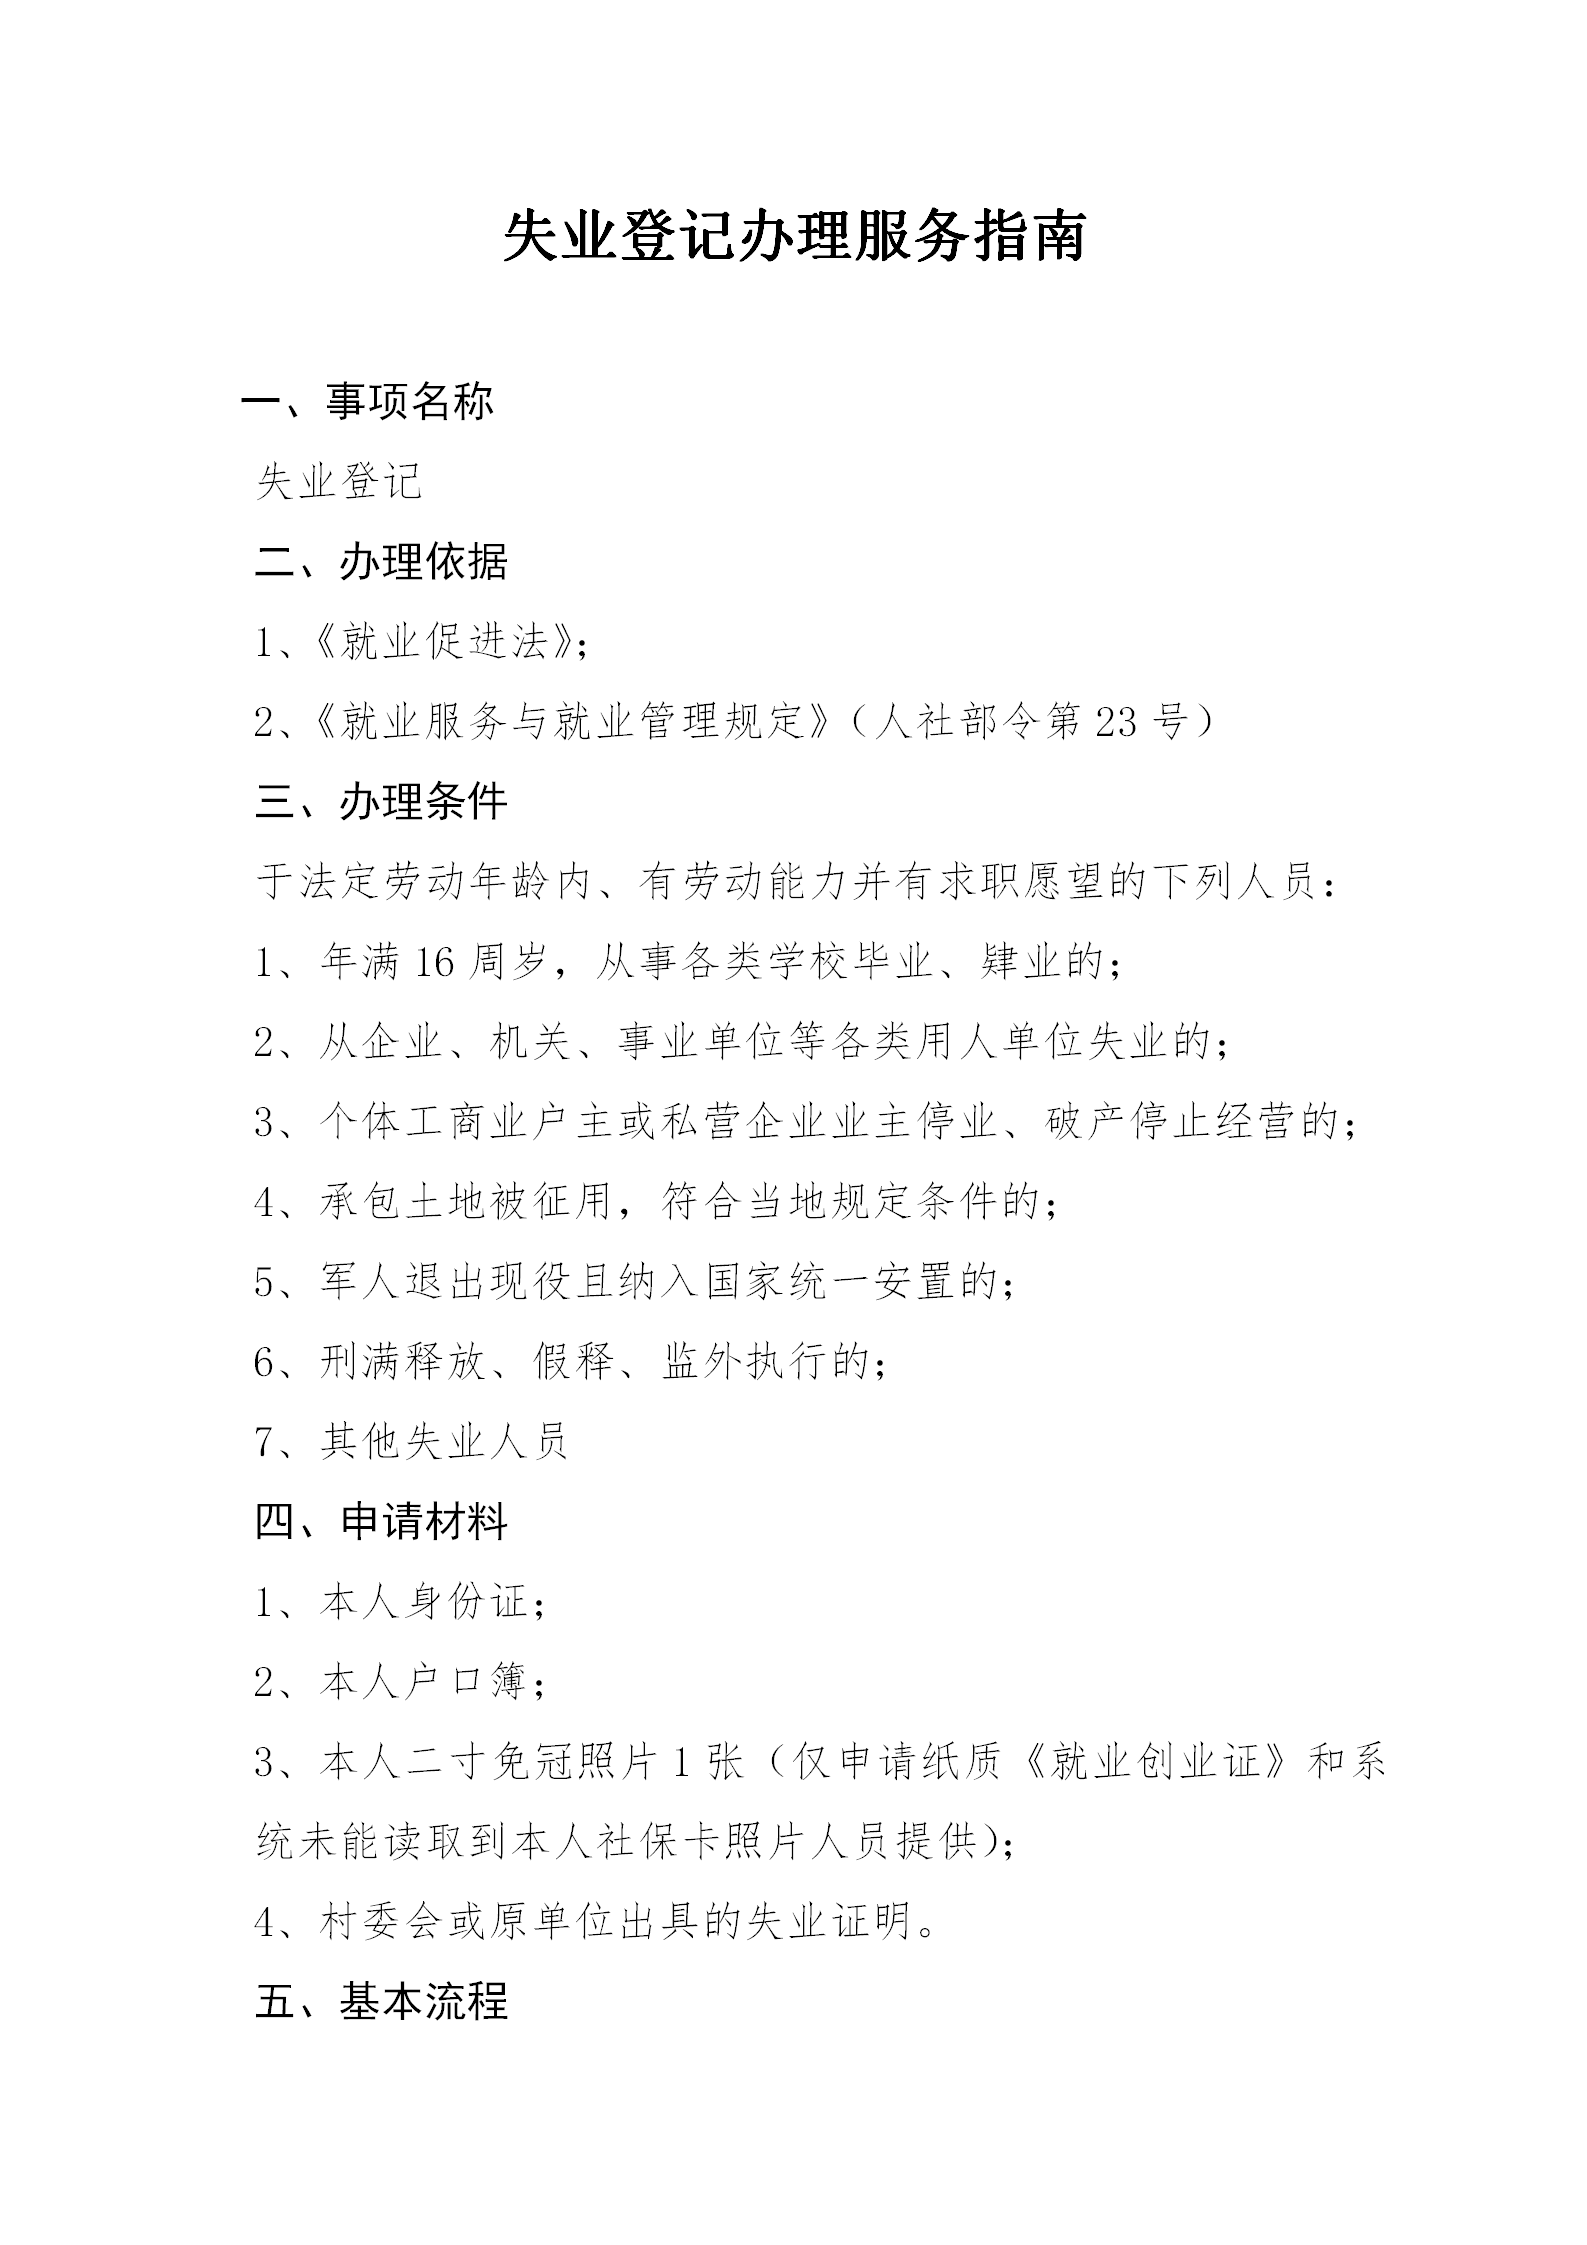 失业登记办理服务指南
一、事项名称
失业登记
二、办理依据
1、《就业促进法》；
2、《就业服务与就业管理规定》（人社部令第 23 号）
三、办理条件
于法定劳动年龄内、有劳动能力并有求职愿望的下列人员：
1、年满 16 周岁，从事各类学校毕业、肄业的；
2、从企业、机关、事业单位等各类用人单位失业的；
3、个体工商业户主或私营企业业主停业、破产停止经营的；
4、承包土地被征用，符合当地规定条件的；
5、军人退出现役且纳入国家统一安置的；
6、刑满释放、假释、监外执行的；
7、其他失业人员
四、申请材料
1、本人身份证；
2、本人户口簿；
3、本人二寸免冠照片 1 张（仅申请纸质《就业创业证》和系
统未能读取到本人社保卡照片人员提供）；
4、村委会或原单位出具的失业证明。
五、基本流程